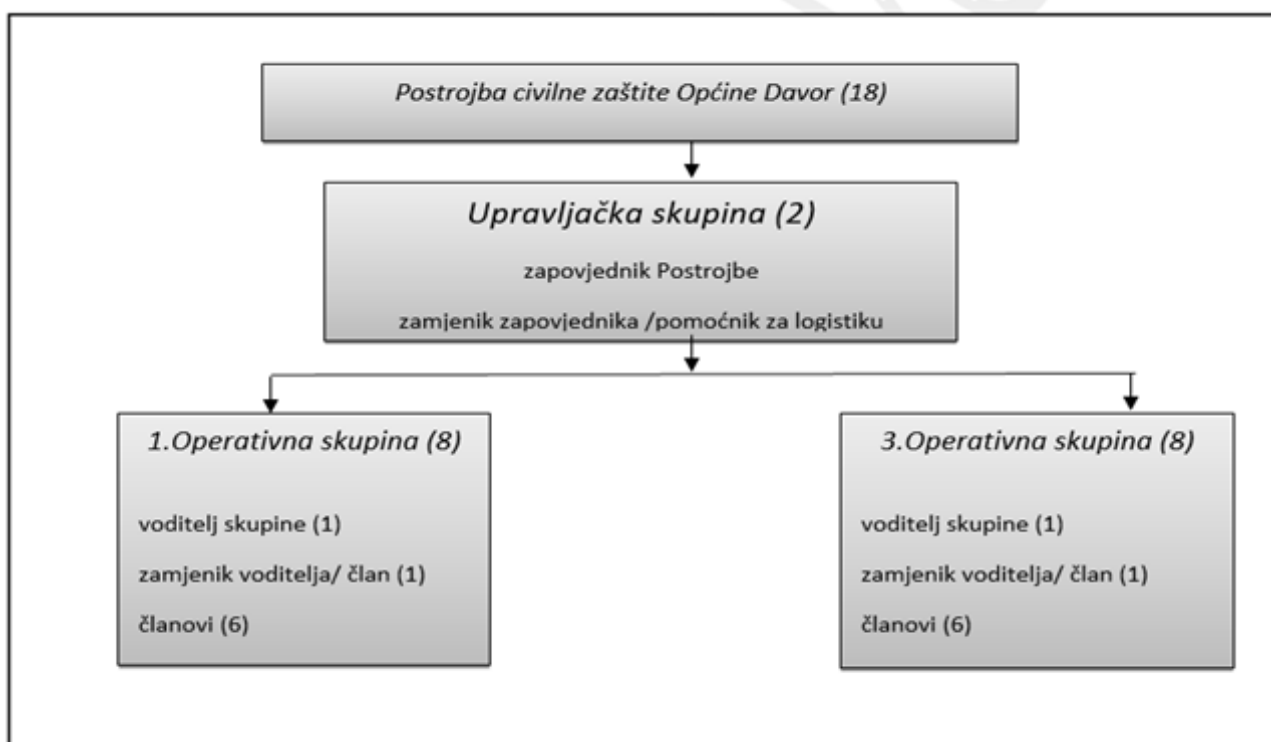 Postrojba civilne zaštite Općine Davor (18)
Upravljačka skupina (2)
zapovjednik Postrojbe
zamjenik zapovjednika /pomoćnik za logistiku
1.Operativna skupina (8)
voditelj skupine (1)
zamjenik voditelja/ član (1)
članovi (6)
3.Operativna skupina (8)
voditelj skupine (1)
zamjenik voditelja/ član (1)
članovi (6)